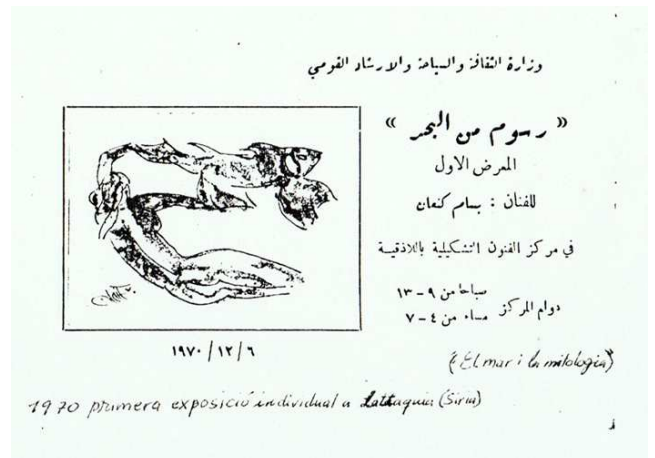 وزارة الثقافة والسياحة والارشاد القومي
« رسوم من البحر »
المعرض الاول
للفنان : بسام كنعان
في مركز الفنون التشكيلية باللاذقية
صباحا من ٩ - ١٣
دوام المركز
مساء من ٤ - ٧
١٩٧٠/١٢/٦
("El mar i la mitologia")
1970 primera exposició individual a Lattaquia (Siria)